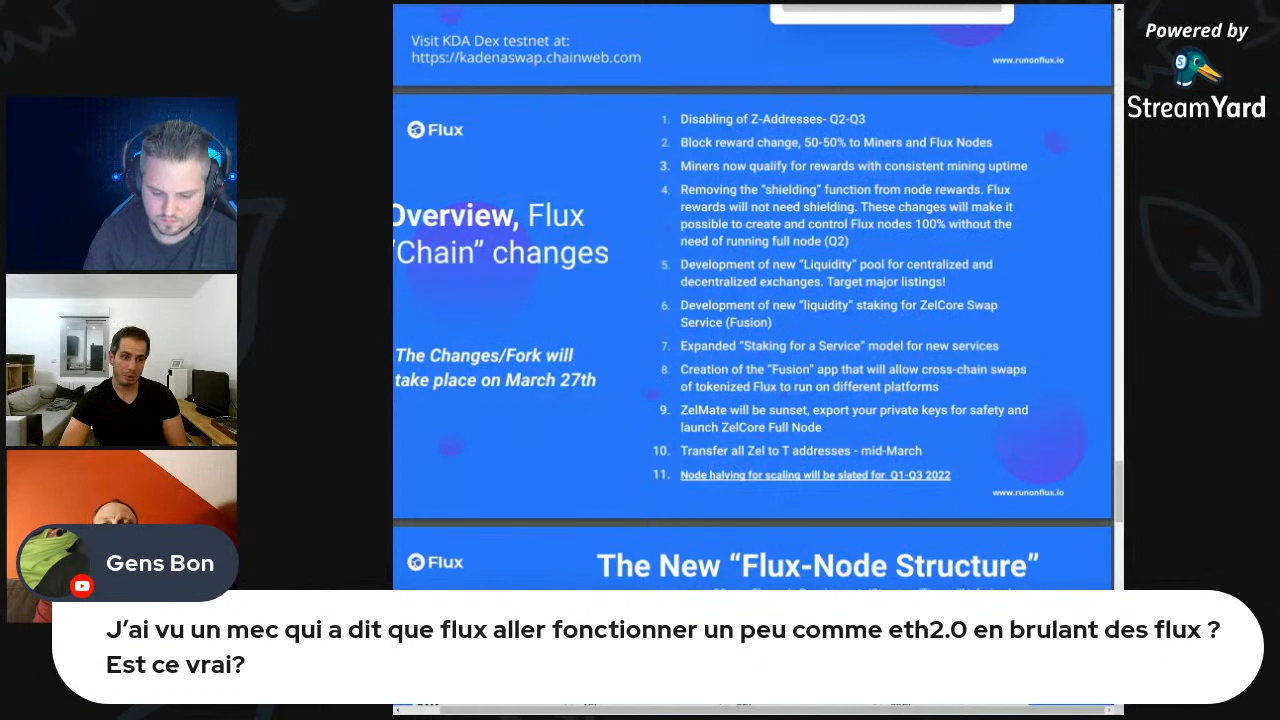 Visit KDA Dex testnet at:
https://kadenaswap.chainweb.com
www.runonflux.io
Powered by
StreamYard
Flux
Overview, Flux
“Chain” changes
The Changes/Fork will
take place on March 27th
1. Disabling of Z-Addresses- Q2-Q3
2. Block reward change, 50-50% to Miners and Flux Nodes
3. Miners now qualify for rewards with consistent mining uptime
4. Removing the “shielding” function from node rewards. Flux
rewards will not need shielding. These changes will make it
possible to create and control Flux nodes 100% without the
need of running full node (Q2)
5. Development of new “Liquidity” pool for centralized and
decentralized exchanges. Target major listings!
6. Development of new “liquidity” staking for ZelCore Swap
Service (Fusion)
7. Expanded “Staking for a Service” model for new services
8. Creation of the “Fusion” app that will allow cross-chain swaps
of tokenized Flux to run on different platforms
9. ZelMate will be sunset, export your private keys for safety and
launch ZelCore Full Node
10. Transfer all Zel to T addresses - mid-March
11. Node halving for scaling will be slated for Q1-Q3 2022
www.runonflux.io
Flux
The New “Flux-Node Structure”
Gens Bon
J’ai vu un mec qui a dit que flux aller fonctionner un peu comme eth2.0 en brulant des flux ?
Est ce vrai?